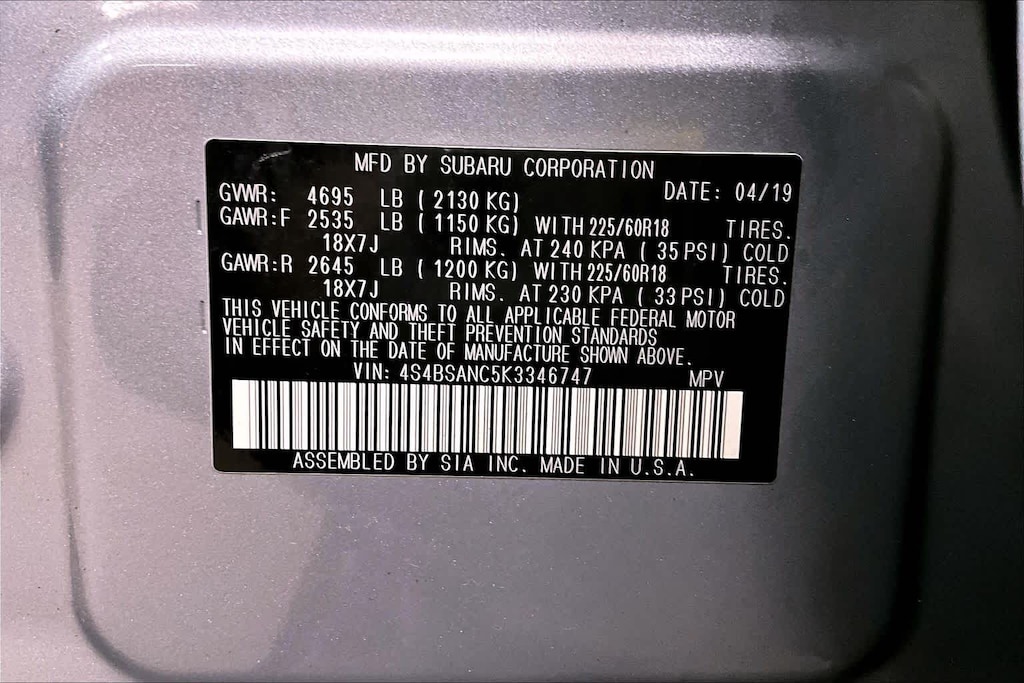 MFD BY SUBARU CORPORATION
GVWR: 4695 LB ( 2130 KG) DATE: 04/19
GAWR:F 2535 LB ( 1150 KG) WITH 225/60R18 TIRES.
18X7J RIMS. AT 240 KPA ( 35 PSI) COLD
GAWR:R 2645 LB ( 1200 KG) WITH 225/60R18 TIRES.
18X7J RIMS. AT 230 KPA ( 33 PSI) COLD
THIS VEHICLE CONFORMS TO ALL APPLICABLE FEDERAL MOTOR
VEHICLE SAFETY AND THEFT PREVENTION STANDARDS
IN EFFECT ON THE DATE OF MANUFACTURE SHOWN ABOVE.
VIN: 4S4BSANC5K3346747 MPV
ASSEMBLED BY SIA INC. MADE IN U.S.A.